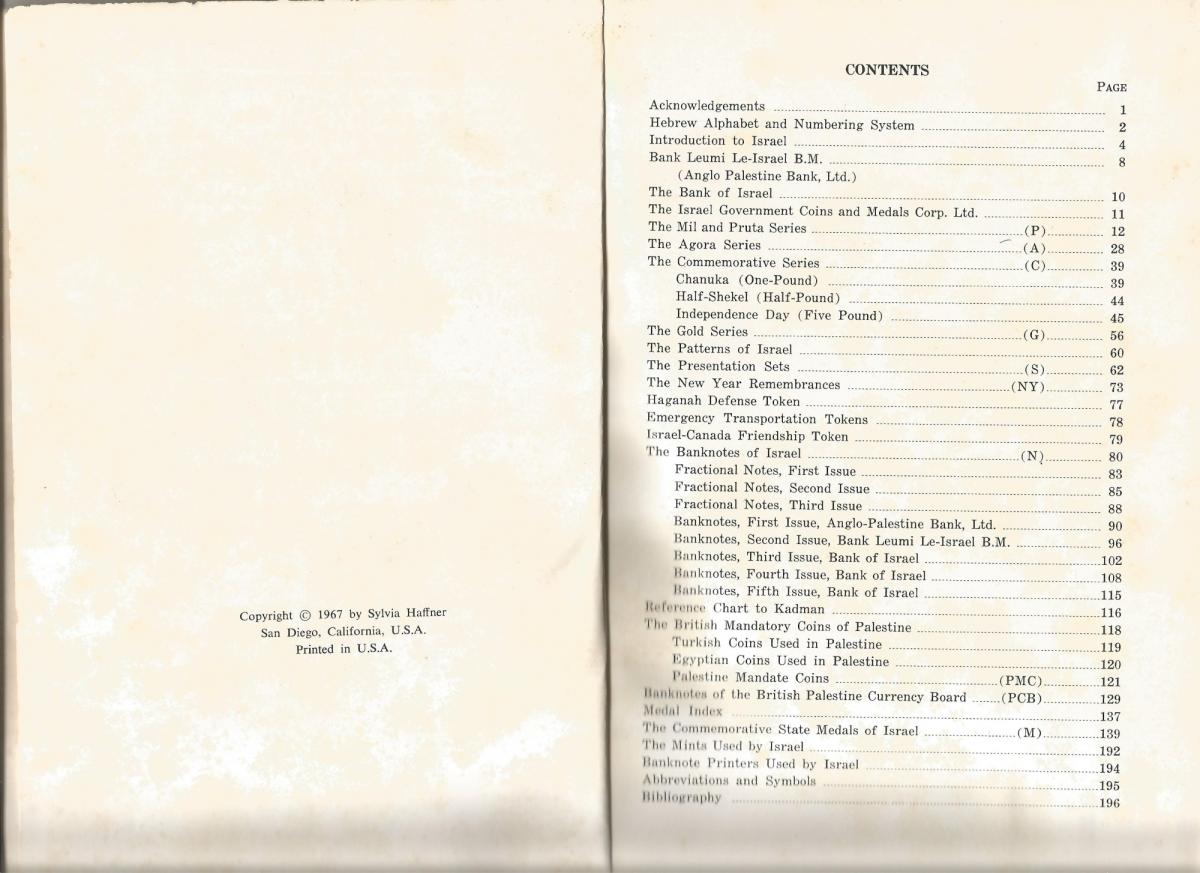 Copyright © 1967 by Sylvia Haffner
San Diego, California, U.S.A.
Printed in U.S.A.
CONTENTS
PAGE
Acknowledgements 1
Hebrew Alphabet and Numbering System 2
Introduction to Israel 4
Bank Leumi Le-Israel B.M. 8
(Anglo Palestine Bank, Ltd.)
The Bank of Israel 10
The Israel Government Coins and Medals Corp. Ltd. 11
The Mil and Pruta Series (P) 12
The Agora Series (A) 28
The Commemorative Series (C) 39
Chanuka (One-Pound) 39
Half-Shekel (Half-Pound) 44
Independence Day (Five Pound) 45
The Gold Series (G) 56
The Patterns of Israel 60
The Presentation Sets (S) 62
The New Year Remembrances (NY) 73
Haganah Defense Token 77
Emergency Transportation Tokens 78
Israel-Canada Friendship Token 79
The Banknotes of Israel (N) 80
Fractional Notes, First Issue 83
Fractional Notes, Second Issue 85
Fractional Notes, Third Issue 88
Banknotes, First Issue, Anglo-Palestine Bank, Ltd. 90
Banknotes, Second Issue, Bank Leumi Le-Israel B.M. 96
Banknotes, Third Issue, Bank of Israel 102
Banknotes, Fourth Issue, Bank of Israel 108
Banknotes, Fifth Issue, Bank of Israel 115
Reference Chart to Kadman 116
The British Mandatory Coins of Palestine 118
Turkish Coins Used in Palestine 119
Egyptian Coins Used in Palestine 120
Palestine Mandate Coins (PMC) 121
Banknotes of the British Palestine Currency Board (PCB) 129
Medal Index 137
The Commemorative State Medals of Israel (M) 139
The Mints Used by Israel 192
Banknote Printers Used by Israel 194
Abbreviations and Symbols 195
Bibliography 196